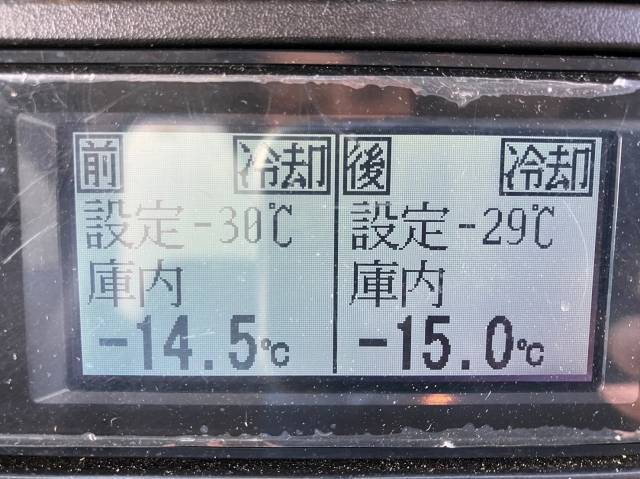 前 冷却
設定-30℃
庫内
-14.5℃
後 冷却
設定-29℃
庫内
-15.0℃